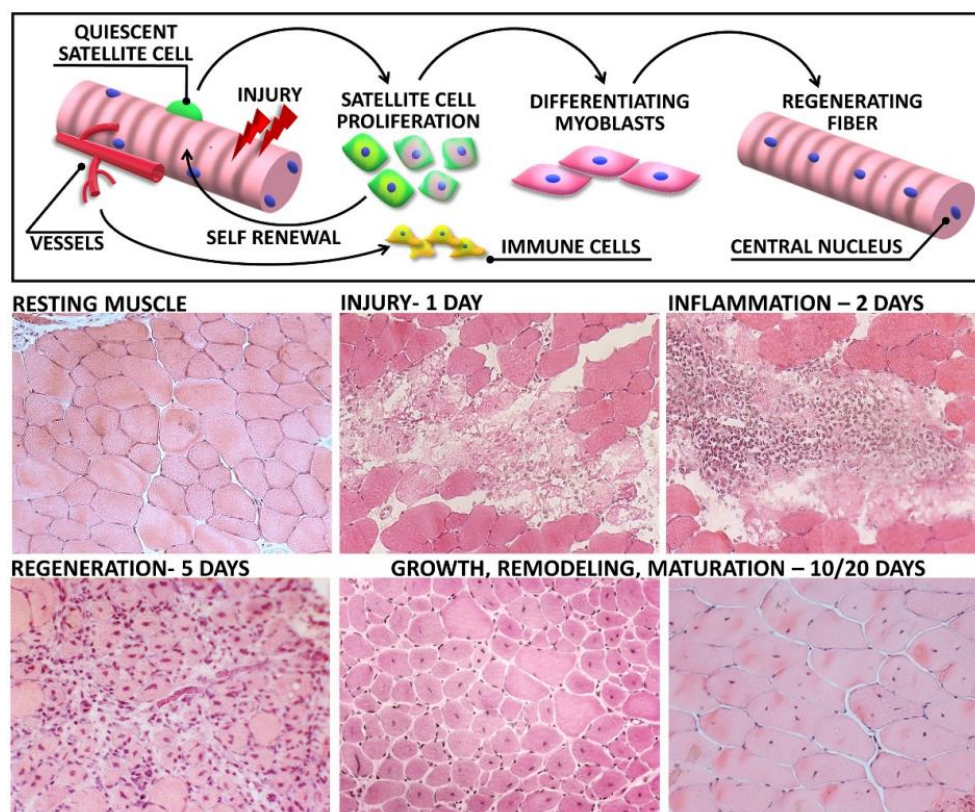 QUIESCENT
SATELLITE CELL
INJURY
SATELLITE CELL
PROLIFERATION
DIFFERENTIATING
MYOBLASTS
REGENERATING
FIBER
VESSELS
SELF RENEWAL
IMMUNE CELLS
CENTRAL NUCLEUS
RESTING MUSCLE
INJURY- 1 DAY
INFLAMMATION – 2 DAYS
REGENERATION- 5 DAYS
GROWTH, REMODELING, MATURATION – 10/20 DAYS